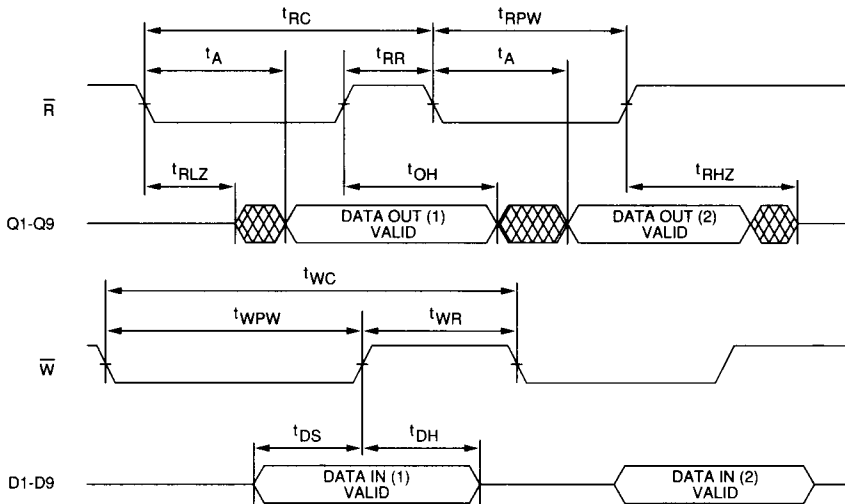 tRC
tRPW
tA
tRR
tA
R̅
tRLZ
tOH
tRHZ
Q1-Q9
DATA OUT (1)
VALID
DATA OUT (2)
VALID
tWC
tWPW
tWR
W̅
tDS
tDH
D1-D9
DATA IN (1)
VALID
DATA IN (2)
VALID